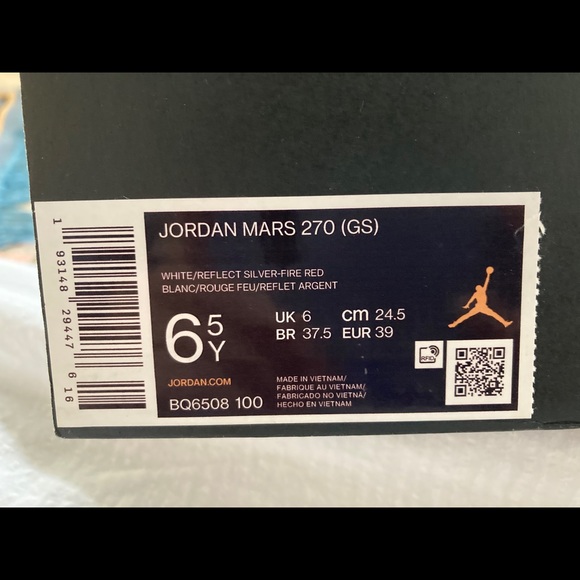 JORDAN MARS 270 (GS)
WHITE/REFLECT SILVER-FIRE RED
BLANC/ROUGE FEU/REFLET ARGENT
6 5 Y
UK 6 cm 24.5
BR 37.5 EUR 39
RFID
JORDAN.COM
BQ6508 100
MADE IN VIETNAM/
FABRIQUE AU VIETNAM/
FABRICADO NO VIETNÃ/
HECHO EN VIETNAM
1 93148 29447 6 16